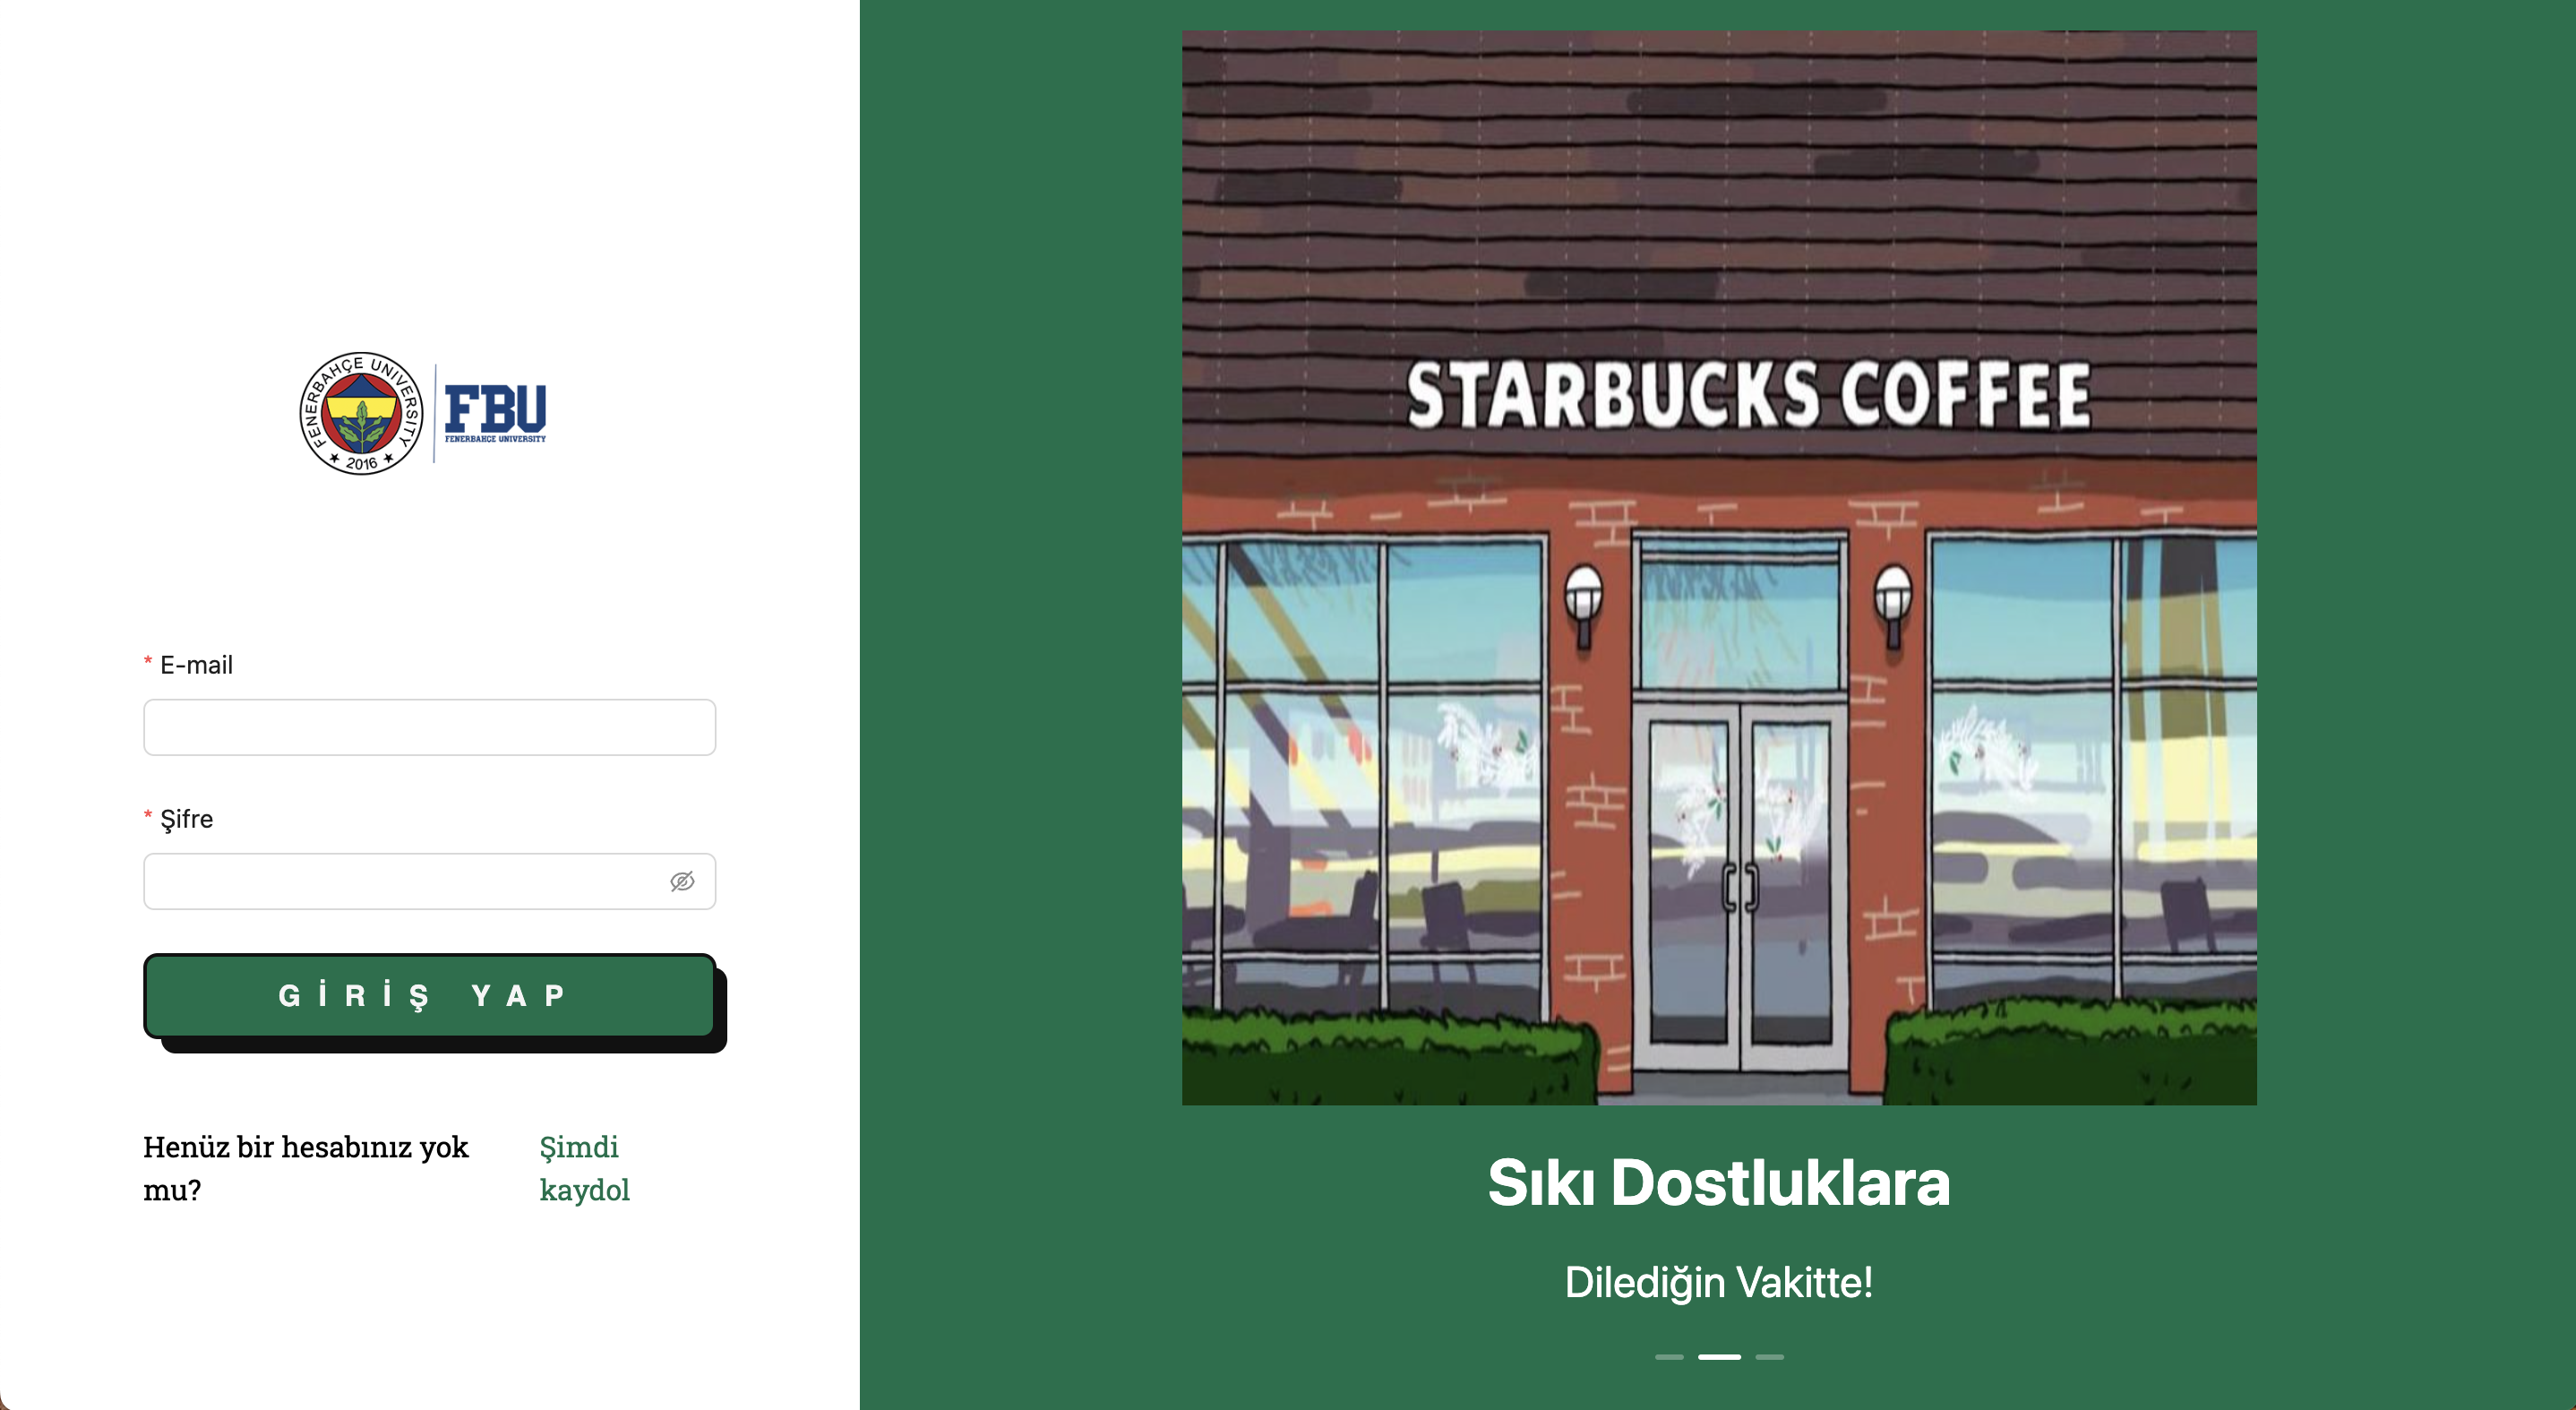 FENERBAHÇE UNIVERSITY
★ 2016 ★
FBU
FENERBAHÇE UNIVERSITY
* E-mail
* Şifre
GİRİŞ YAP
Henüz bir hesabınız yok
mu?
Şimdi
kaydol
STARBUCKS COFFEE
Sıkı Dostluklara
Dilediğin Vakitte!